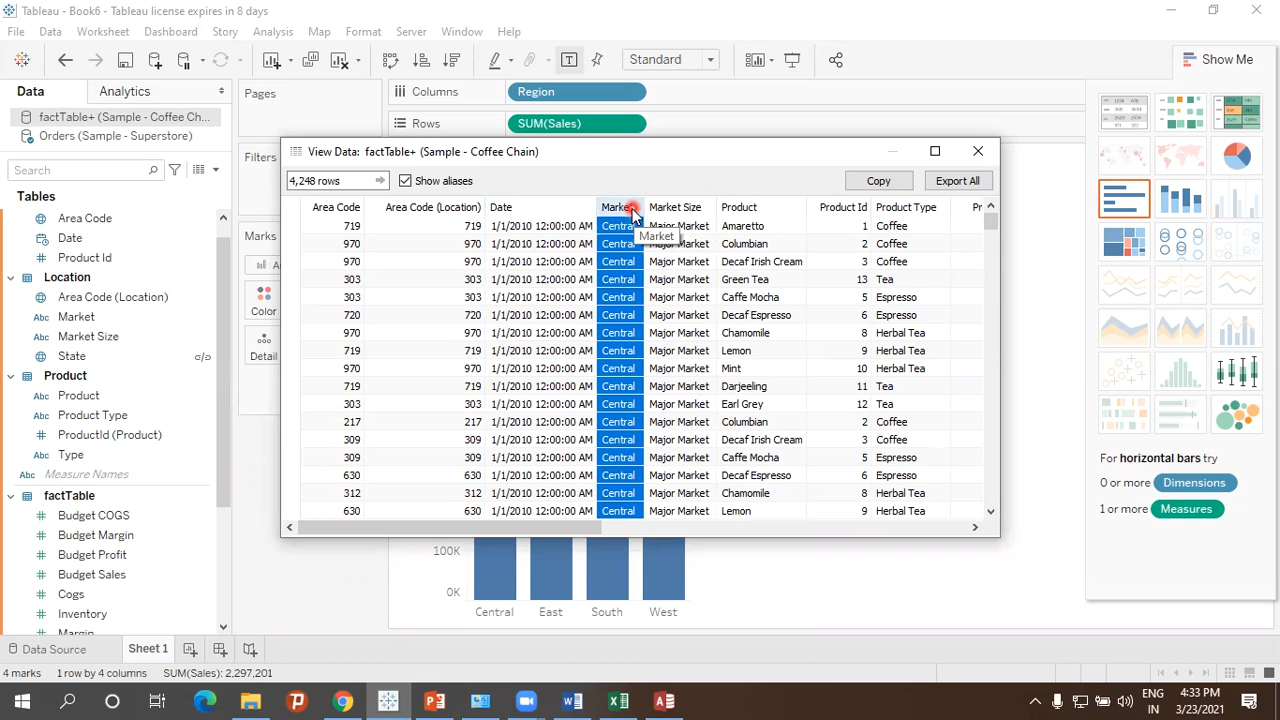 Tableau - Book6 - Tableau license expires in 8 days
File Data Worksheet Dashboard Story Analysis Map Format Server Window Help
Standard
Show Me
Data Analytics
Pages
Columns Region
factTable+ (Sample - Coffee Ch...
Orders (Sample - Superstore)
Rows SUM(Sales)
Search
Filters
Tables
Area Code
Date
Product Id
Marks
Location
Area Code (Location)
Market
Market Size
State
Color
Detail
Product
Product
Product Type
ProductId (Product)
Type
Measure Names
factTable
Budget COGS
Budget Margin
Budget Profit
Budget Sales
Cogs
Inventory
Margin
View Data: factTable+ (Sample - Coffee Chain)
4,248 rows Show aliases Copy Export All
Area Code Area Code (Location) Date Market Market Size Product Product Id Product Type Pr
719 719 1/1/2010 12:00:00 AM Central Major Market Amaretto 1 Coffee
Market
970 970 1/1/2010 12:00:00 AM Central Major Market Columbian 2 Coffee
970 970 1/1/2010 12:00:00 AM Central Major Market Decaf Irish Cream 3 Coffee
303 303 1/1/2010 12:00:00 AM Central Major Market Green Tea 13 Tea
303 303 1/1/2010 12:00:00 AM Central Major Market Caffe Mocha 5 Espresso
720 720 1/1/2010 12:00:00 AM Central Major Market Decaf Espresso 6 Espresso
970 970 1/1/2010 12:00:00 AM Central Major Market Chamomile 8 Herbal Tea
719 719 1/1/2010 12:00:00 AM Central Major Market Lemon 9 Herbal Tea
970 970 1/1/2010 12:00:00 AM Central Major Market Mint 10 Herbal Tea
719 719 1/1/2010 12:00:00 AM Central Major Market Darjeeling 11 Tea
303 303 1/1/2010 12:00:00 AM Central Major Market Earl Grey 12 Tea
217 217 1/1/2010 12:00:00 AM Central Major Market Columbian 2 Coffee
309 309 1/1/2010 12:00:00 AM Central Major Market Decaf Irish Cream 3 Coffee
309 309 1/1/2010 12:00:00 AM Central Major Market Caffe Mocha 5 Espresso
630 630 1/1/2010 12:00:00 AM Central Major Market Decaf Espresso 6 Espresso
312 312 1/1/2010 12:00:00 AM Central Major Market Chamomile 8 Herbal Tea
630 630 1/1/2010 12:00:00 AM Central Major Market Lemon 9 Herbal Tea
100K
0K
Central East South West
For horizontal bars try
0 or more Dimensions
1 or more Measures
Data Source Sheet 1
4 marks 1 row by 4 columns SUM(Sales): 2,297,201
ENG
IN
4:33 PM
3/23/2021